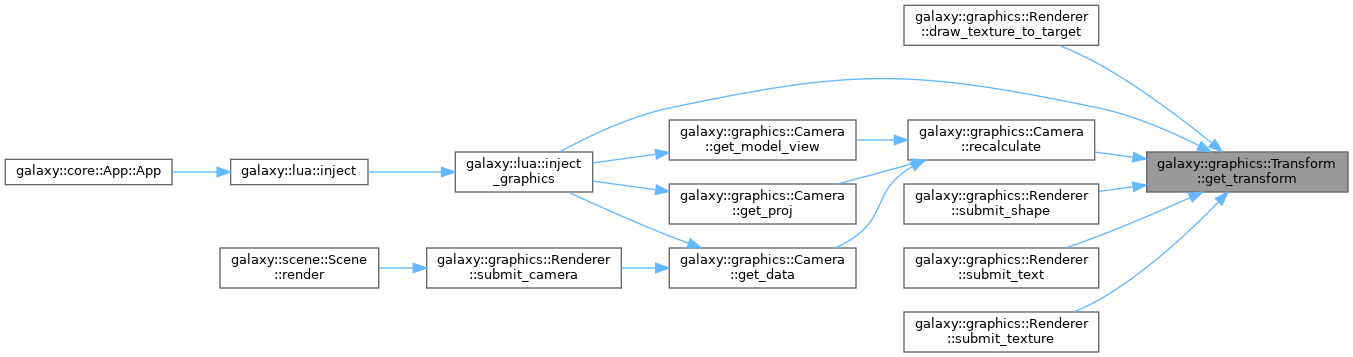 galaxy::graphics::Renderer
::draw_texture_to_target
galaxy::graphics::Camera
::get_model_view
galaxy::graphics::Camera
::recalculate
galaxy::graphics::Transform
::get_transform
galaxy::core::App::App
galaxy::lua::inject
galaxy::lua::inject
_graphics
galaxy::graphics::Camera
::get_proj
galaxy::graphics::Renderer
::submit_shape
galaxy::scene::Scene
::render
galaxy::graphics::Renderer
::submit_camera
galaxy::graphics::Camera
::get_data
galaxy::graphics::Renderer
::submit_text
galaxy::graphics::Renderer
::submit_texture